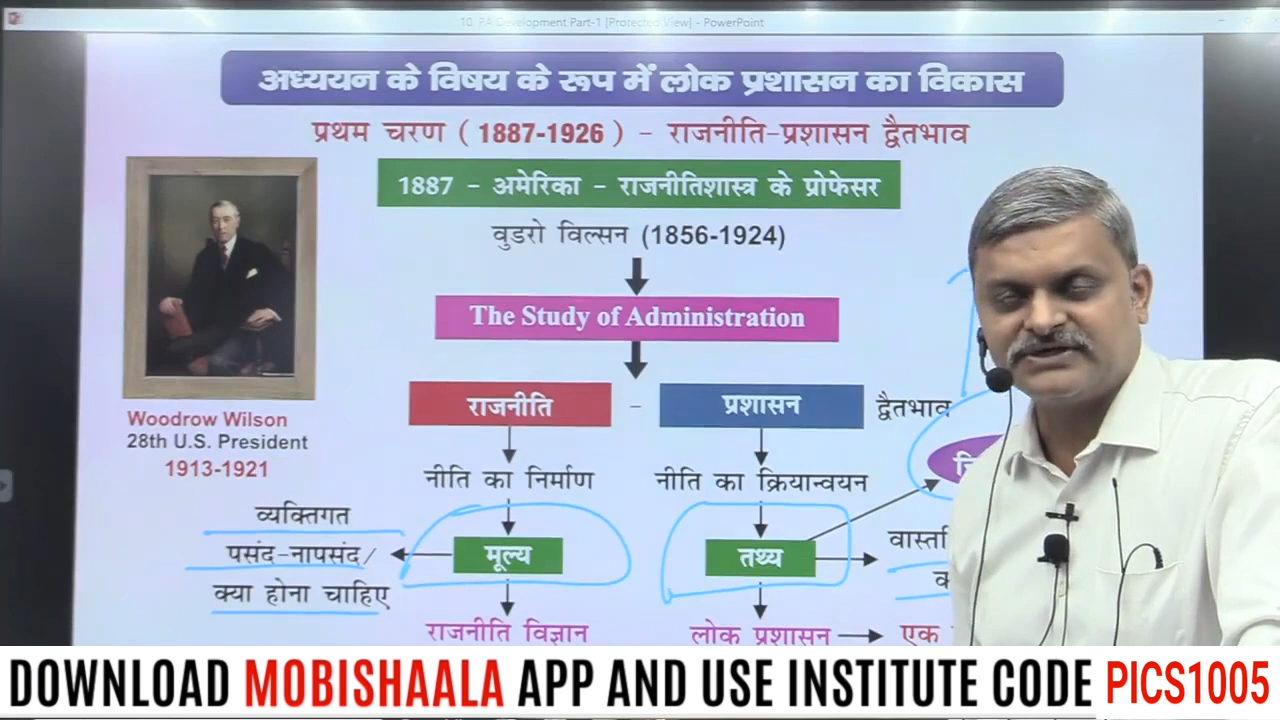 10. PA Development Part-1 [Protected View] - PowerPoint
अध्ययन के विषय के रूप में लोक प्रशासन का विकास
प्रथम चरण ( 1887-1926 ) - राजनीति-प्रशासन द्वैतभाव
1887 - अमेरिका - राजनीतिशास्त्र के प्रोफेसर
वुडरो विल्सन (1856-1924)
The Study of Administration
राजनीति - प्रशासन द्वैतभाव
Woodrow Wilson
28th U.S. President
1913-1921
नीति का निर्माण नीति का क्रियान्वयन
व्यक्तिगत
पसंद-नापसंद/
क्या होना चाहिए
मूल्य तथ्य
राजनीति विज्ञान लोक प्रशासन एक
DOWNLOAD MOBISHAALA APP AND USE INSTITUTE CODE PICS1005